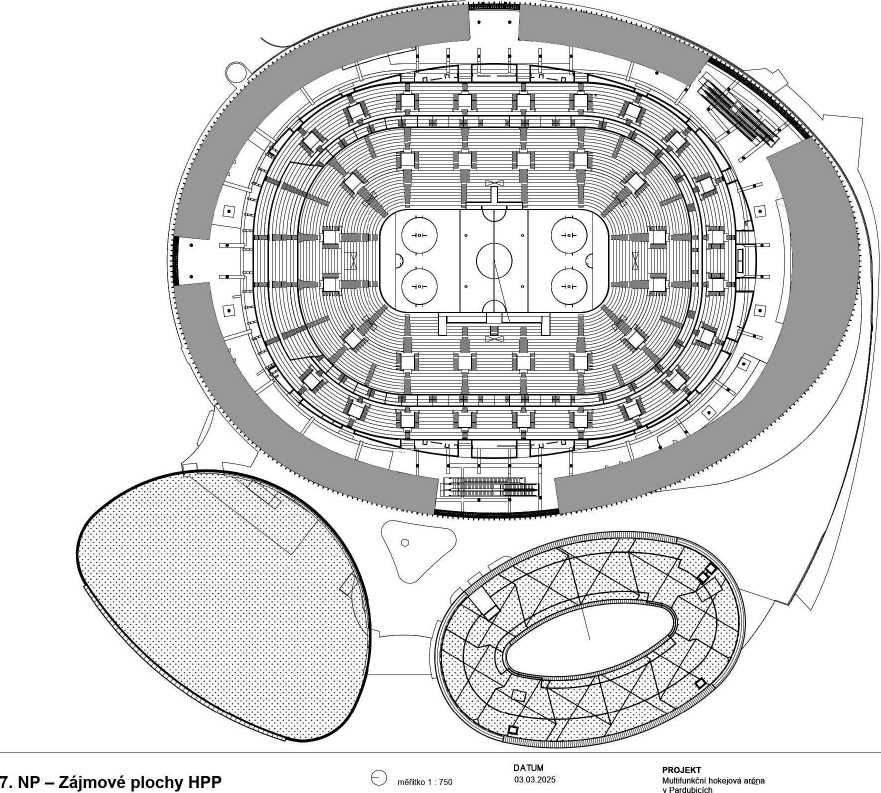 7. NP – Zájmové plochy HPP
měřítko 1 : 750
DATUM
03.03.2025
PROJEKT
Multifunkční hokejová aréna
v Pardubicích